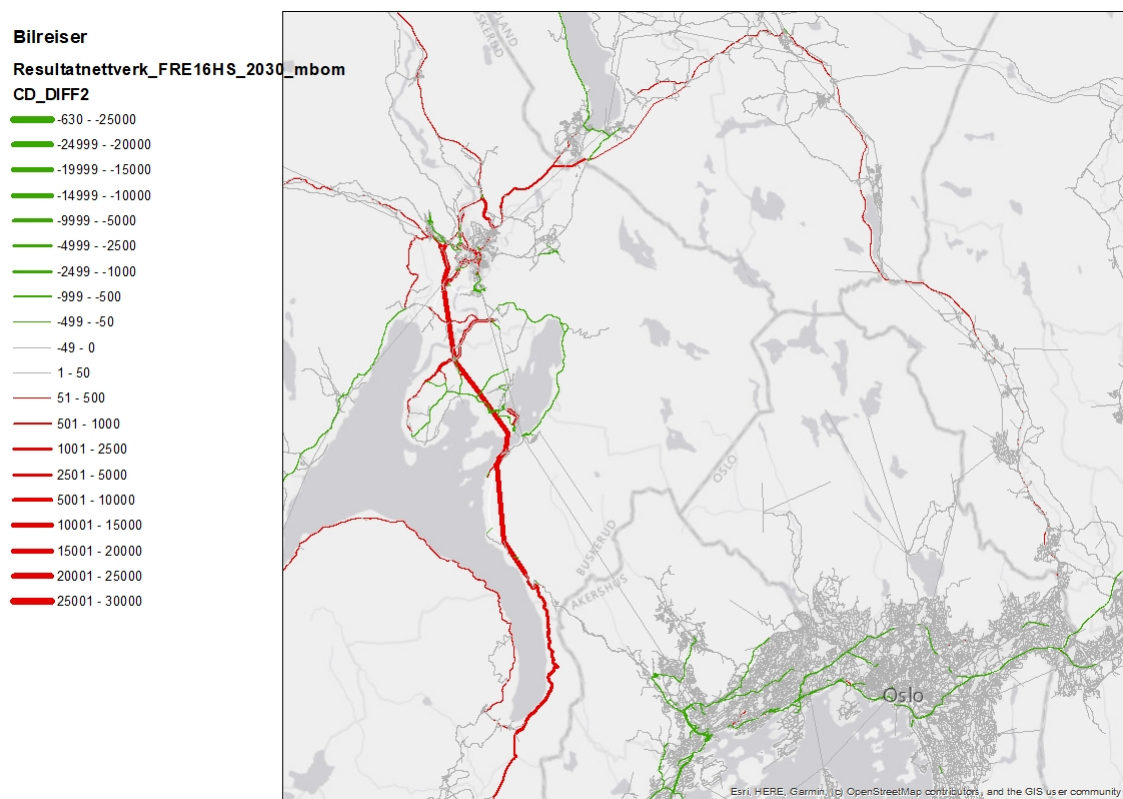 Bilreiser
Resultatnettverk_FRE16HS_2030_mbom
CD_DIFF2
-630 - -25000
-24999 - -20000
-19999 - -15000
-14999 - -10000
-9999 - -5000
-4999 - -2500
-2499 - -1000
-999 - -500
-499 - -50
-49 - 0
1 - 50
51 - 500
501 - 1000
1001 - 2500
2501 - 5000
5001 - 10000
10001 - 15000
15001 - 20000
20001 - 25000
25001 - 30000
OSLO
BUSKERUD
AKERSHUS
Oslo
Esri, HERE, Garmin, (c) OpenStreetMap contributors, and the GIS user community